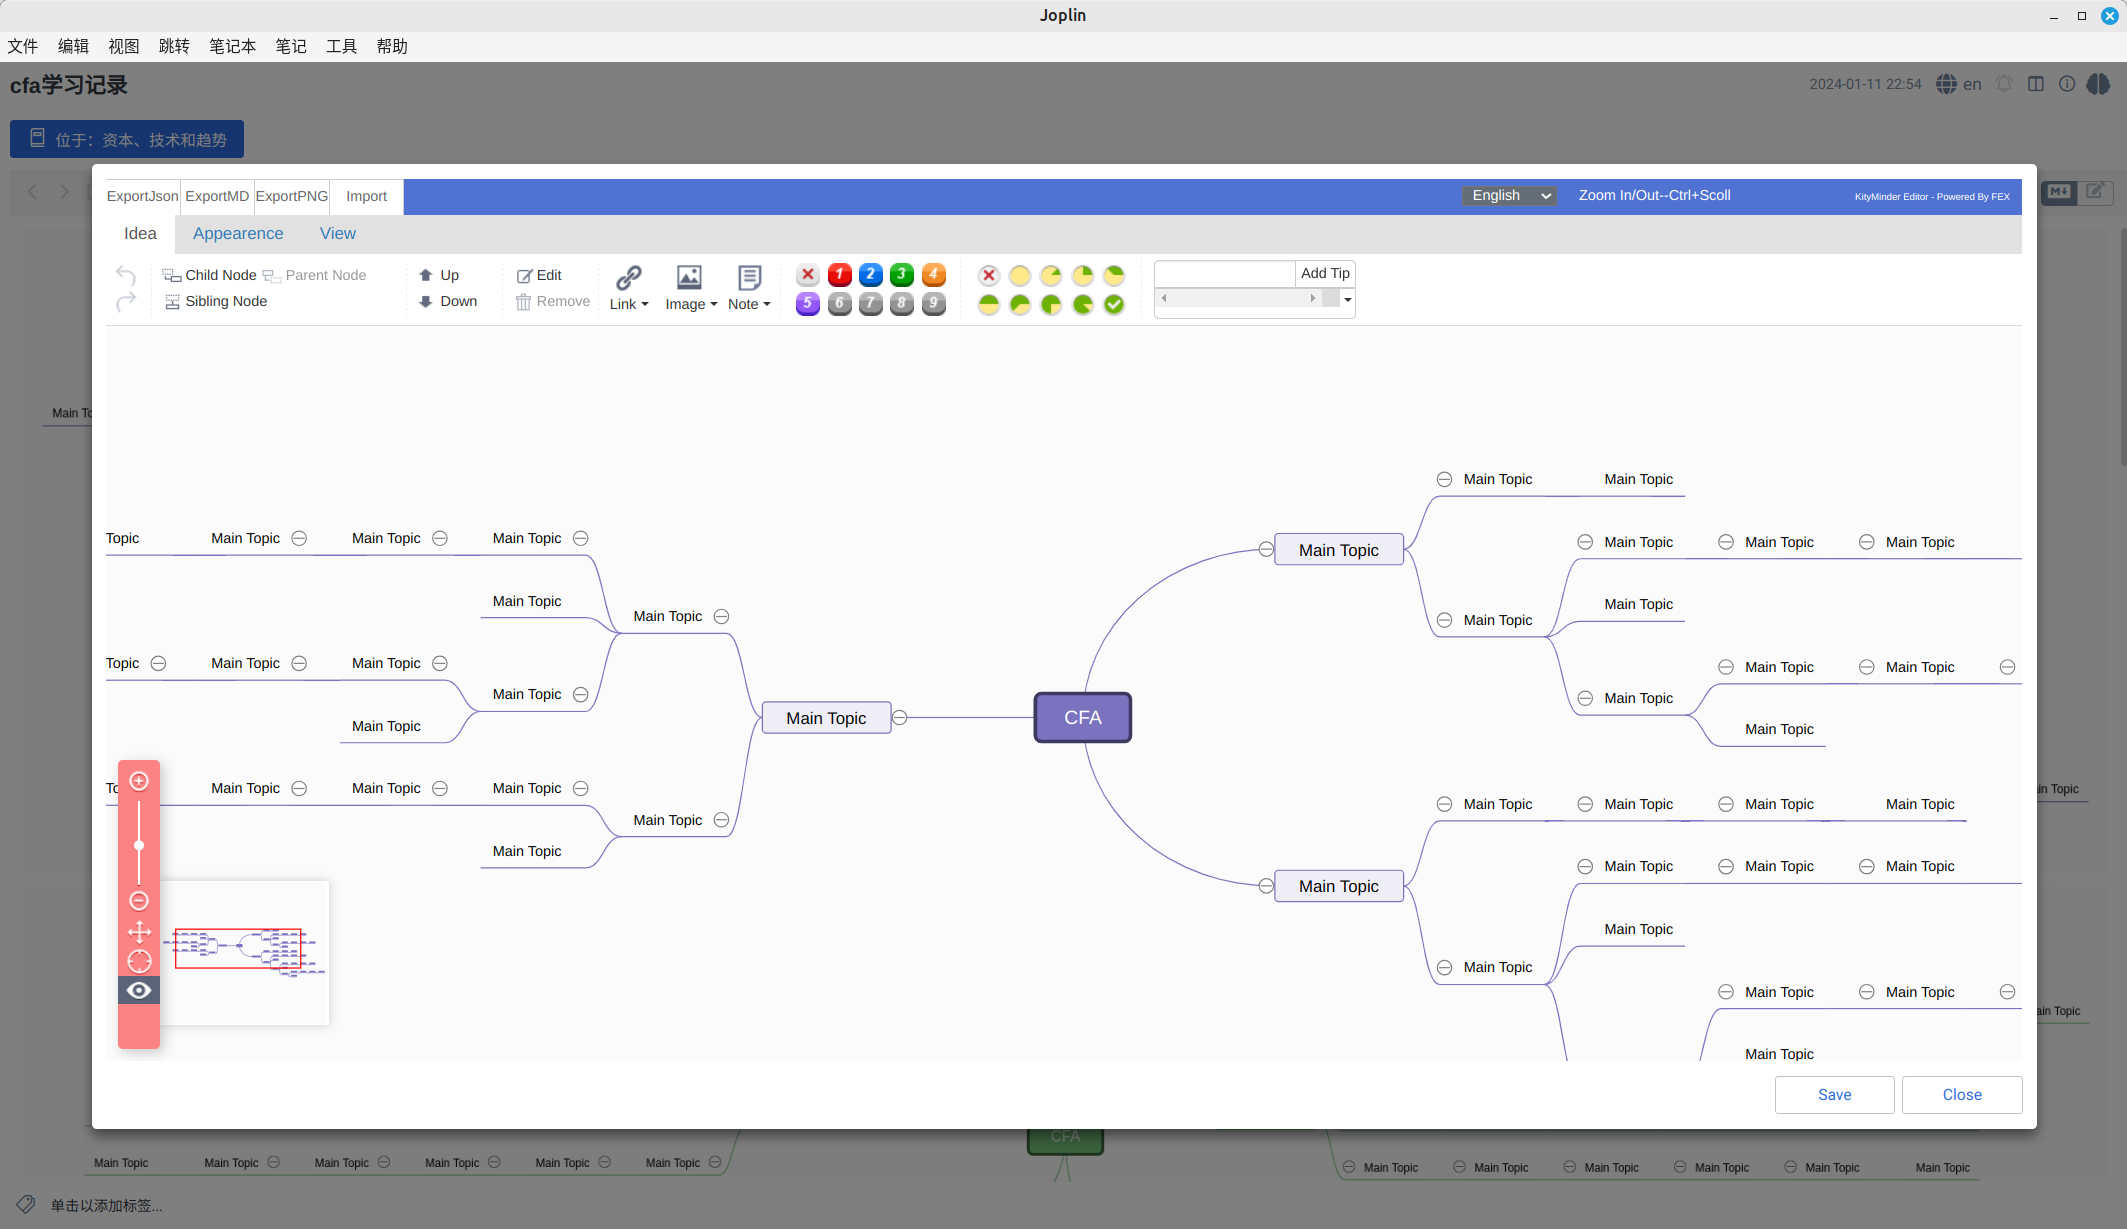 Joplin
文件 编辑 视图 跳转 笔记本 笔记 工具 帮助
cfa学习记录
2024-01-11 22:54 en
位于：资本、技术和趋势
ExportJson ExportMD ExportPNG Import
English Zoom In/Out--Ctrl+Scoll KityMinder Editor - Powered By FEX
M
Idea Appearence View
Child Node Parent Node Up Edit 1 2 3 4 Add Tip
Sibling Node Down Remove Link Image Note 5 6 7 8 9
Main To
Main Topic Main Topic
Topic Main Topic Main Topic Main Topic Main Topic Main Topic Main Topic Main Topic
Main Topic Main Topic
Main Topic Main Topic
Topic Main Topic Main Topic Main Topic Main Topic
Main Topic Main Topic
Main Topic CFA
Main Topic Main Topic
To Main Topic Main Topic Main Topic in Topic
Main Topic Main Topic Main Topic Main Topic Main Topic
Main Topic Main Topic Main Topic Main Topic
Main Topic
Main Topic
Main Topic
Main Topic Main Topic
ain Topic
Main Topic
Save Close
CFA
Main Topic Main Topic Main Topic Main Topic Main Topic Main Topic Main Topic Main Topic Main Topic Main Topic Main Topic Main Topic
单击以添加标签...